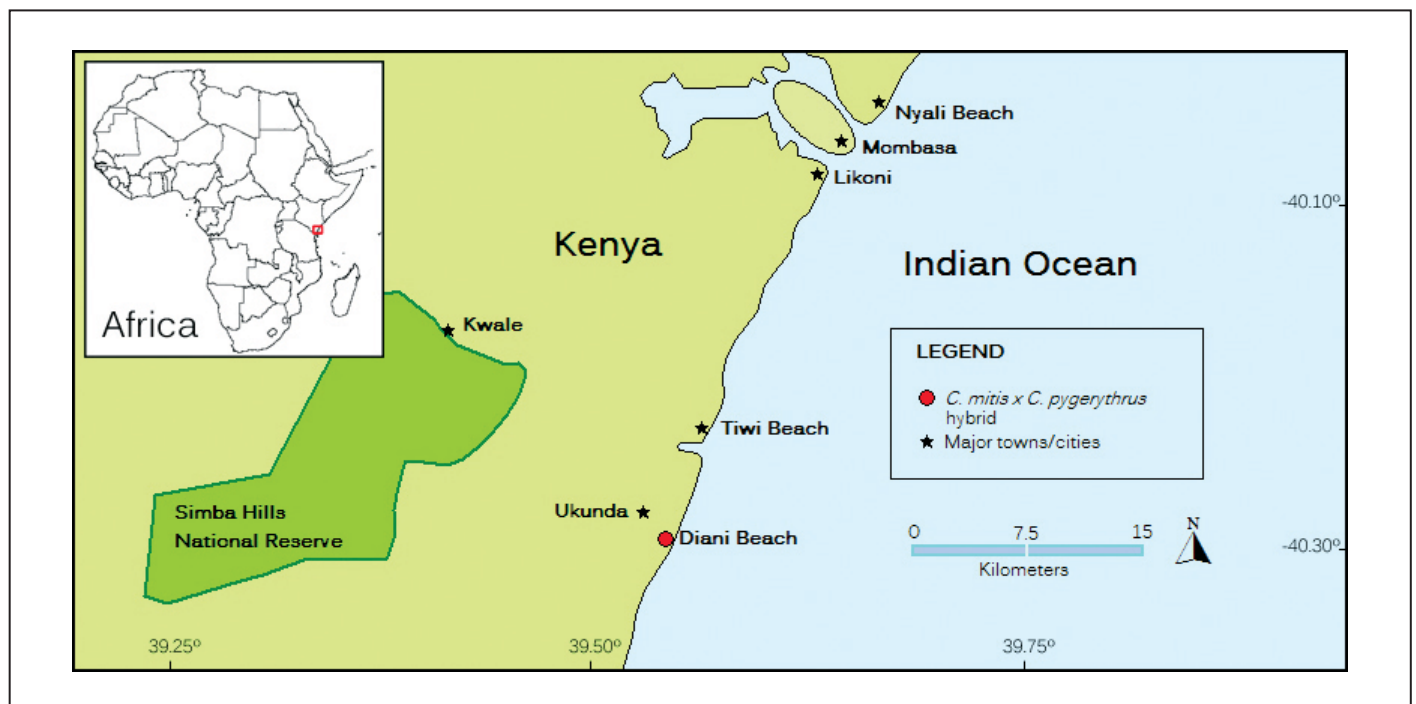 Africa
Kenya
Indian Ocean
Nyali Beach
Mombasa
Likoni
-40.10º
Kwale
Tiwi Beach
Ukunda
Diani Beach
Simba Hills
National Reserve
LEGEND
C. mitis x C. pygerythrus
hybrid
Major towns/cities
0 7.5 15
Kilometers
N
-40.30º
39.25º
39.50º
39.75º